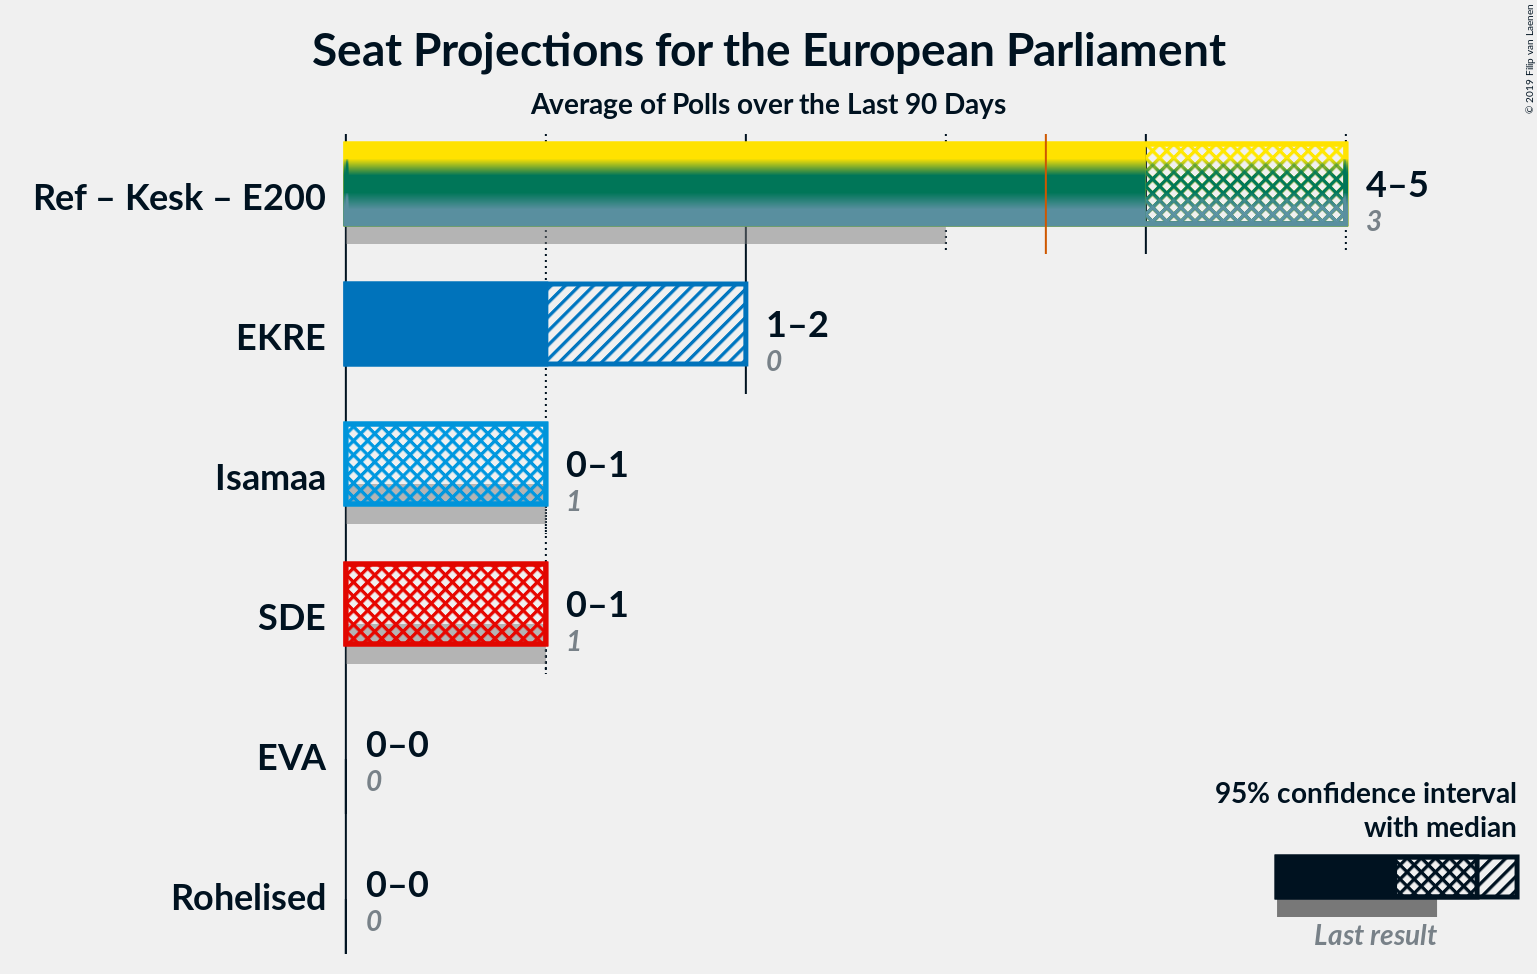 Seat Projections for the European Parliament
Average of Polls over the Last 90 Days
© 2019 Filip van Laenen
Ref – Kesk – E200
4–5
3
EKRE
1–2
0
Isamaa
0–1
1
SDE
0–1
1
EVA
0–0
0
Rohelised
0–0
0
95% confidence interval
with median
Last result